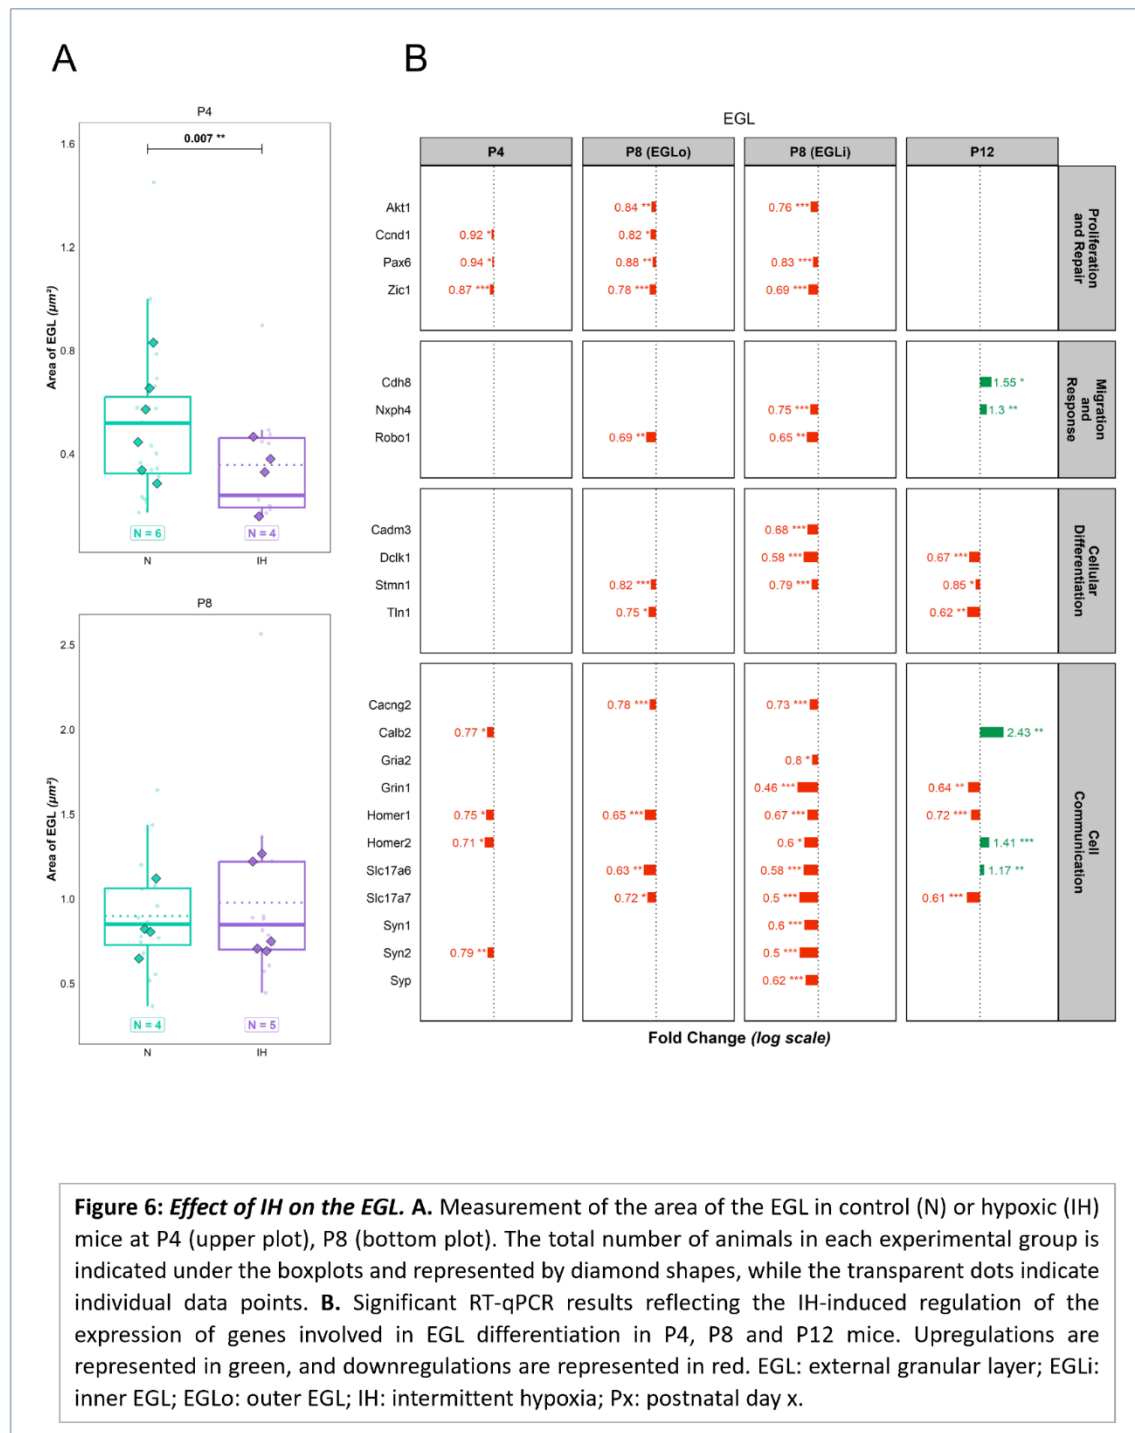 A
B
P4
0.007 **
1.6
1.2
0.8
0.4
Area of EGL (µm²)
N = 6
N = 4
N
IH
P8
2.5
2.0
1.5
1.0
0.5
Area of EGL (µm²)
N = 4
N = 5
N
IH
EGL
P4
P8 (EGLo)
P8 (EGLi)
P12
Akt1 0.84 ** 0.76 ***
Ccnd1 0.92 * 0.82 *
Pax6 0.94 * 0.88 ** 0.83 ***
Zic1 0.87 *** 0.78 *** 0.69 ***
Proliferation
and Repair
Cdh8 1.55 *
Nxph4 0.75 *** 1.3 **
Robo1 0.69 ** 0.65 **
Migration
and
Response
Cadm3 0.68 ***
Dclk1 0.58 *** 0.67 ***
Stmn1 0.82 *** 0.79 *** 0.85 *
Tln1 0.75 * 0.62 **
Cellular
Differentiation
Cacng2 0.78 *** 0.73 ***
Calb2 0.77 * 2.43 **
Gria2 0.8 *
Grin1 0.46 *** 0.64 **
Homer1 0.75 * 0.65 *** 0.67 *** 0.72 ***
Homer2 0.71 * 0.6 * 1.41 ***
Slc17a6 0.63 ** 0.58 *** 1.17 **
Slc17a7 0.72 * 0.5 *** 0.61 ***
Syn1 0.6 ***
Syn2 0.79 ** 0.5 ***
Syp 0.62 ***
Cell
Communication
Fold Change (log scale)
Figure 6: Effect of IH on the EGL. A. Measurement of the area of the EGL in control (N) or hypoxic (IH)
mice at P4 (upper plot), P8 (bottom plot). The total number of animals in each experimental group is
indicated under the boxplots and represented by diamond shapes, while the transparent dots indicate
individual data points. B. Significant RT-qPCR results reflecting the IH-induced regulation of the
expression of genes involved in EGL differentiation in P4, P8 and P12 mice. Upregulations are
represented in green, and downregulations are represented in red. EGL: external granular layer; EGLi:
inner EGL; EGLo: outer EGL; IH: intermittent hypoxia; Px: postnatal day x.